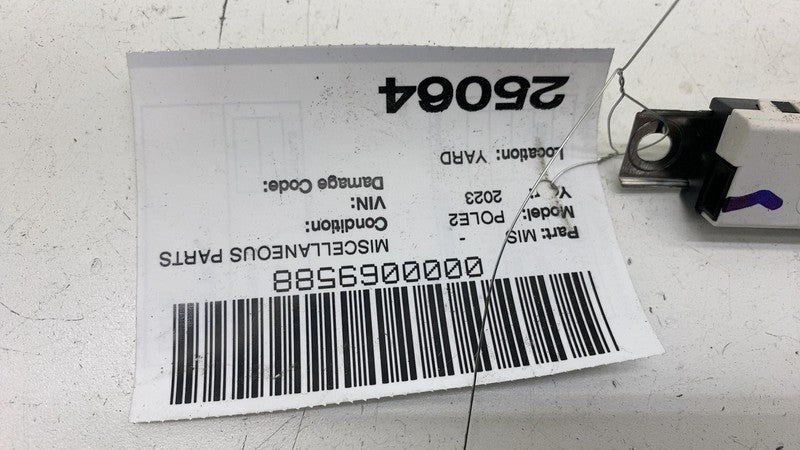 0000069588
Part: MIS - MISCELLANEOUS PARTS
Model: POLE2 Condition:
2023 VIN:
Damage Code:
Location: YARD
25064